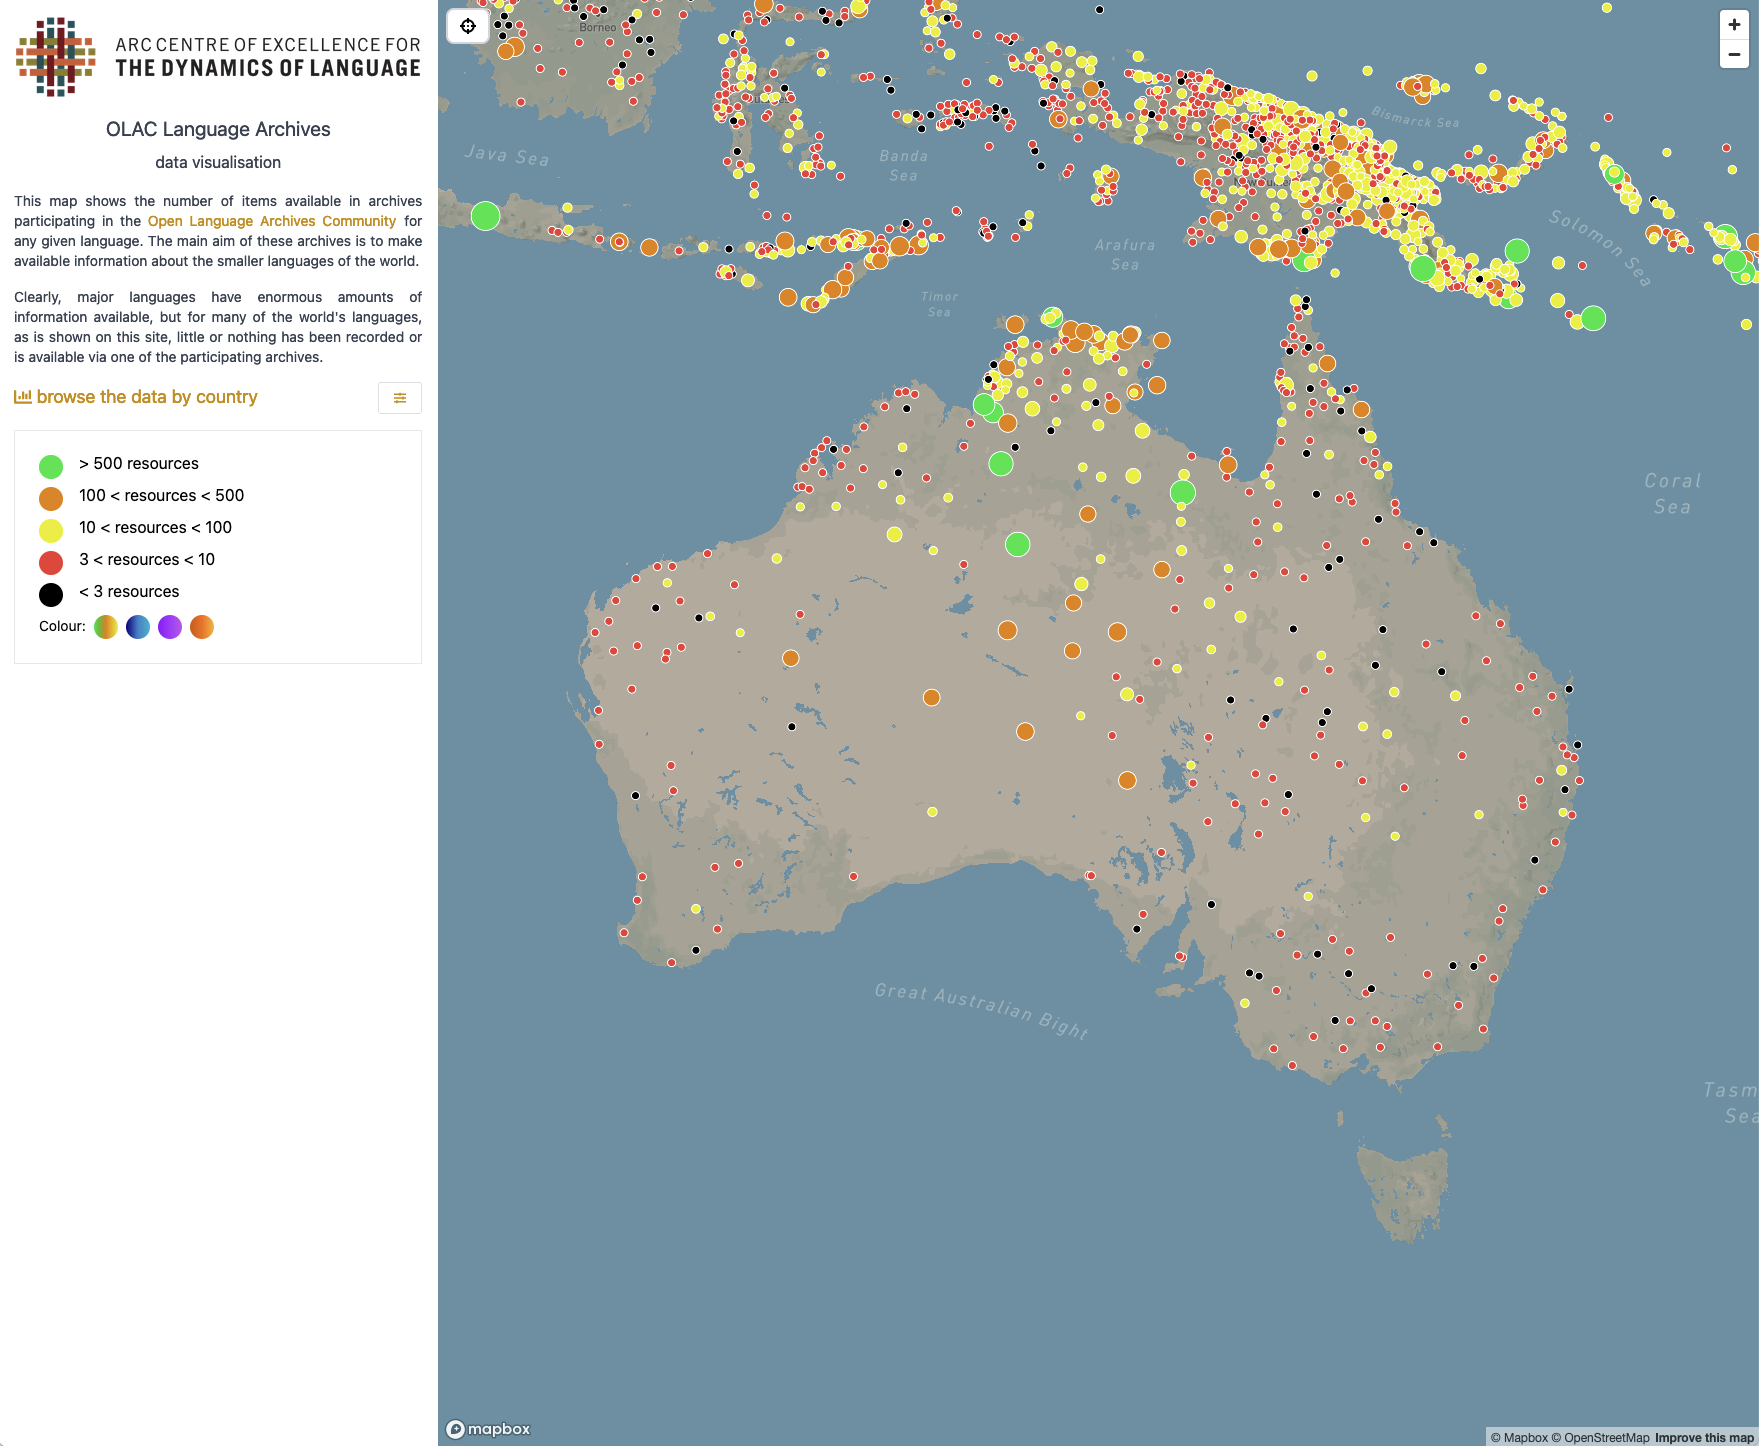 ARC CENTRE OF EXCELLENCE FOR
THE DYNAMICS OF LANGUAGE
OLAC Language Archives
data visualisation
This map shows the number of items available in archives
participating in the Open Language Archives Community for
any given language. The main aim of these archives is to make
available information about the smaller languages of the world.
Clearly, major languages have enormous amounts of
information available, but for many of the world's languages,
as is shown on this site, little or nothing has been recorded or
is available via one of the participating archives.
browse the data by country
> 500 resources
100 < resources < 500
10 < resources < 100
3 < resources < 10
< 3 resources
Colour:
Borneo
Java Sea
Banda
Sea
Bismarck Sea
Solomon Sea
Arafura
Sea
Timor
Sea
Coral
Sea
Great Australian Bight
Tasm
Sea
+
−
mapbox
© Mapbox © OpenStreetMap Improve this map